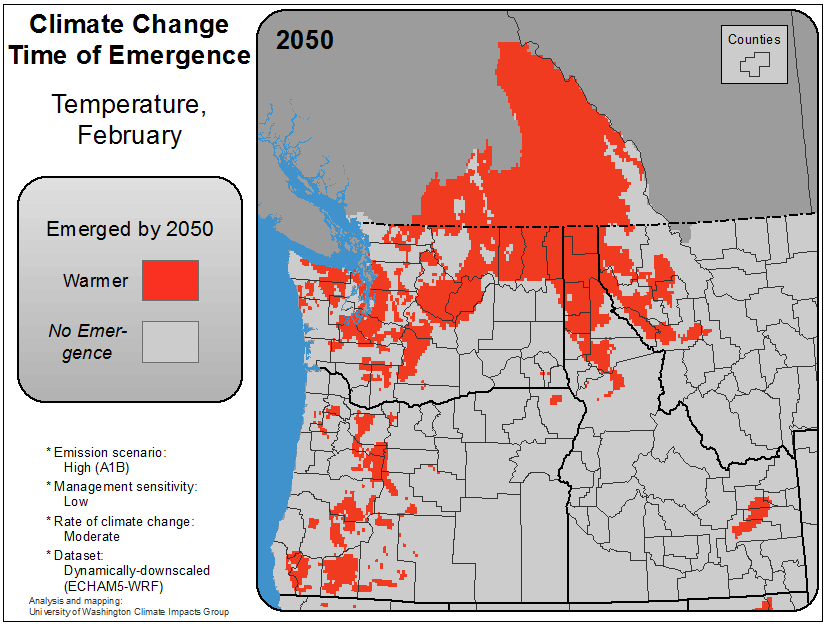 Climate Change
Time of Emergence
Temperature,
February
Emerged by 2050
Warmer
No Emer-
gence
* Emission scenario:
High (A1B)
* Management sensitivity:
Low
* Rate of climate change:
Moderate
* Dataset:
Dynamically-downscaled
(ECHAM5-WRF)
Analysis and mapping:
University of Washington Climate Impacts Group
2050
Counties